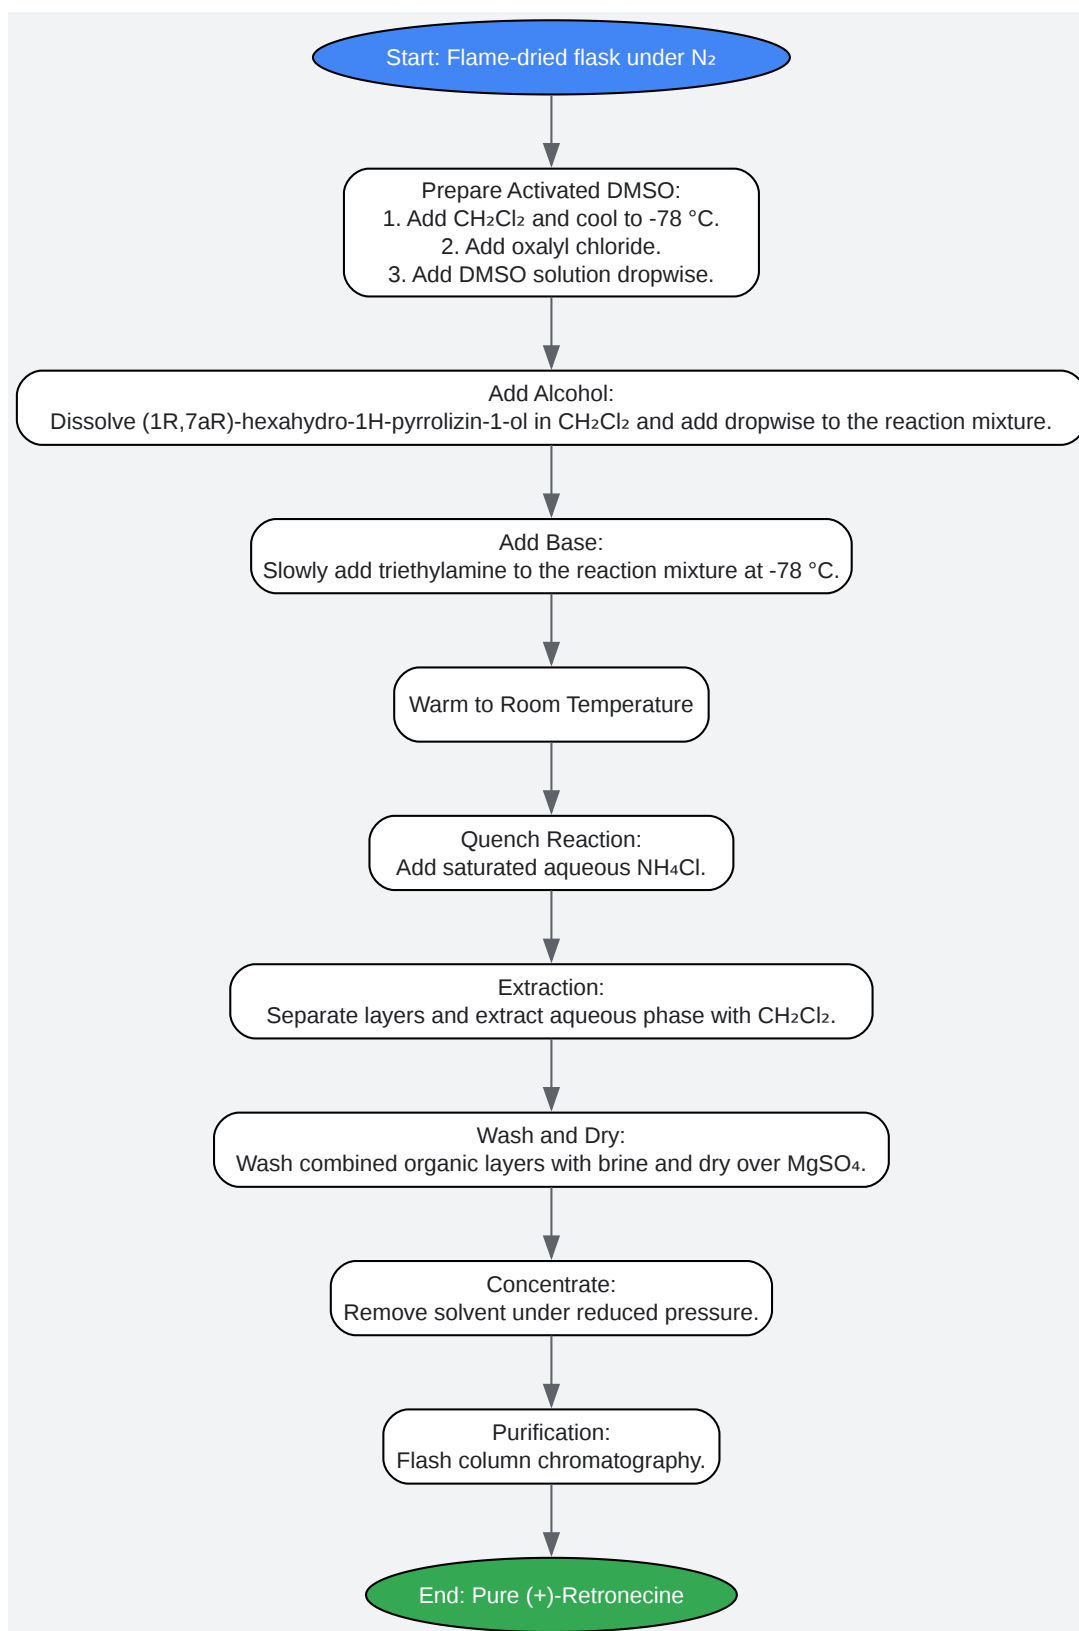 Start: Flame-dried flask under N₂
Prepare Activated DMSO:
1. Add CH₂Cl₂ and cool to -78 °C.
2. Add oxalyl chloride.
3. Add DMSO solution dropwise.
Add Alcohol:
Dissolve (1R,7aR)-hexahydro-1H-pyrrolizin-1-ol in CH₂Cl₂ and add dropwise to the reaction mixture.
Add Base:
Slowly add triethylamine to the reaction mixture at -78 °C.
Warm to Room Temperature
Quench Reaction:
Add saturated aqueous NH₄Cl.
Extraction:
Separate layers and extract aqueous phase with CH₂Cl₂.
Wash and Dry:
Wash combined organic layers with brine and dry over MgSO₄.
Concentrate:
Remove solvent under reduced pressure.
Purification:
Flash column chromatography.
End: Pure (+)-Retronecine